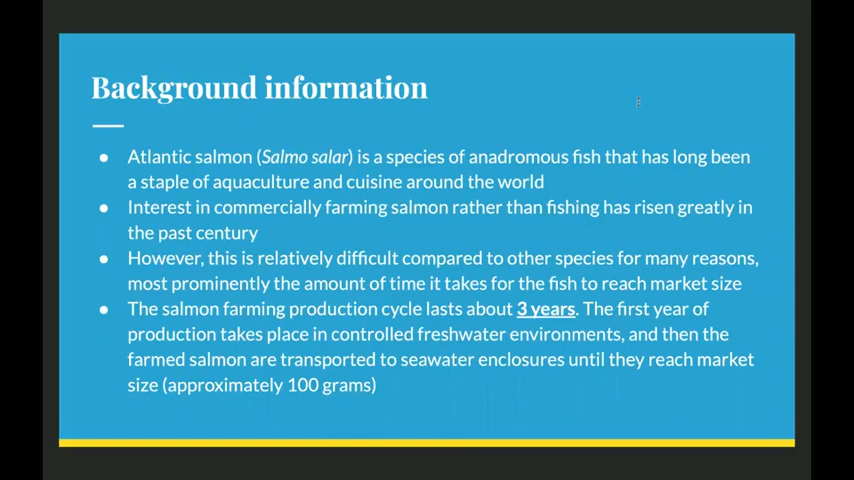 Background information
● Atlantic salmon (Salmo salar) is a species of anadromous fish that has long been
a staple of aquaculture and cuisine around the world
● Interest in commercially farming salmon rather than fishing has risen greatly in
the past century
● However, this is relatively difficult compared to other species for many reasons,
most prominently the amount of time it takes for the fish to reach market size
● The salmon farming production cycle lasts about 3 years. The first year of
production takes place in controlled freshwater environments, and then the
farmed salmon are transported to seawater enclosures until they reach market
size (approximately 100 grams)